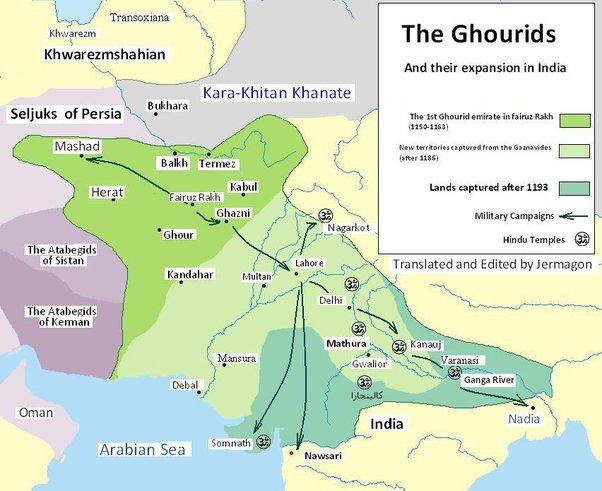 Transoxiana
Khwarezm
Khwarezmshahian
Kara-Khitan Khanate
Bukhara
Seljuks of Persia
Mashad
Balkh
Termez
Herat
Fairuz Rakh
Kabul
Ghazni
Ghour
Nagarkot
The Atabegids
of Sistan
Kandahar
Multan
Lahore
Delhi
The Atabegids
of Kerman
Mathura
Kanauj
Mansura
Gwalior
Varanasi
Debal
كالينجارا
Ganga River
Oman
India
Nadia
Arabian Sea
Somnath
Nawsari
The Ghourids
And their expansion in India
The 1st Ghourid emirate in fairuz Rakh
(1150-1163)
New territories captured from the Gaznavides
(after 1186)
Lands captured after 1193
Military Campaigns
Hindu Temples
Translated and Edited by Jermagon